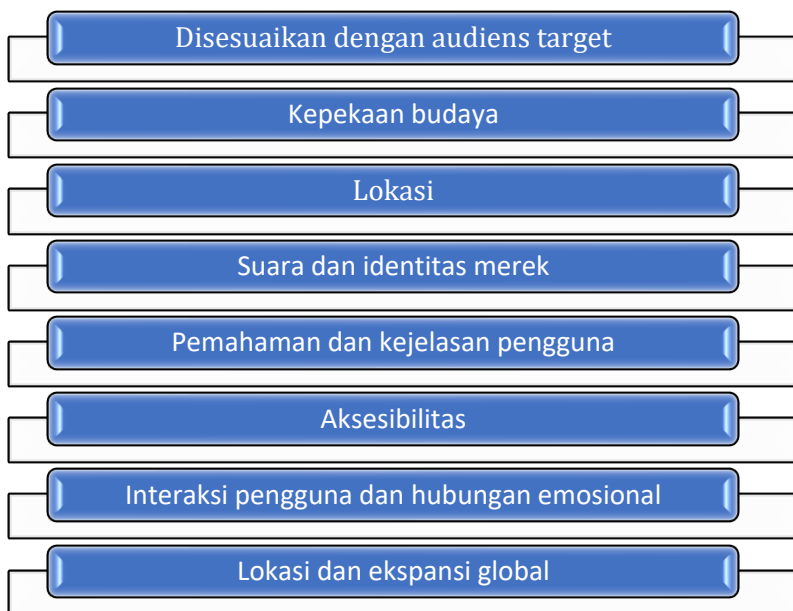 Disesuaikan dengan audiens target
Kepekaan budaya
Lokasi
Suara dan identitas merek
Pemahaman dan kejelasan pengguna
Aksesibilitas
Interaksi pengguna dan hubungan emosional
Lokasi dan ekspansi global